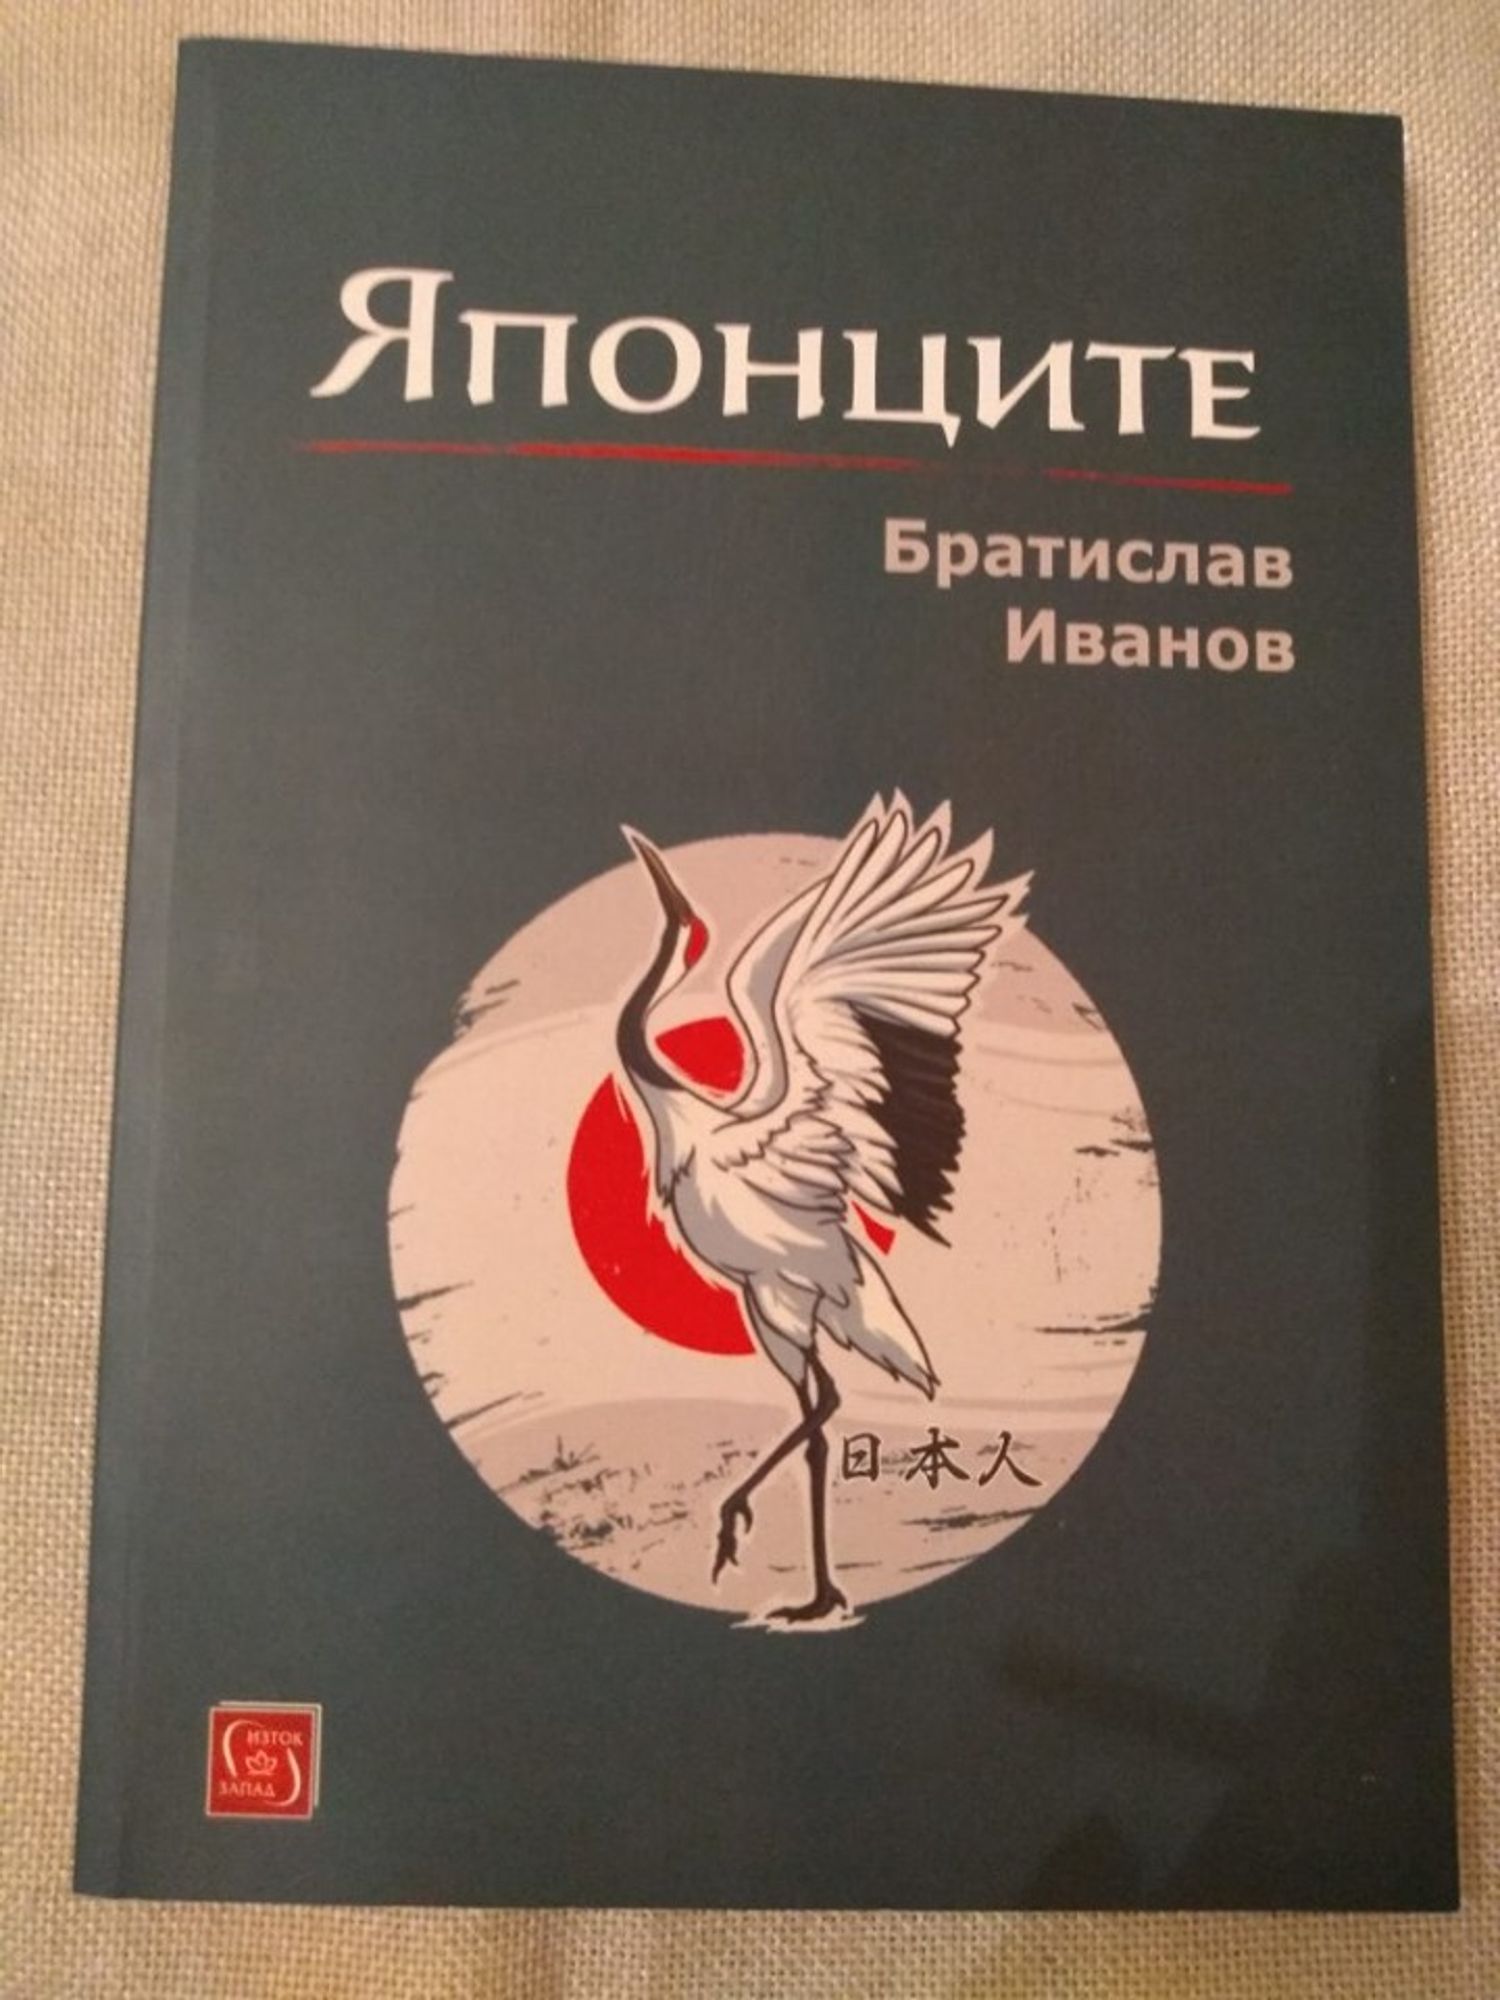 Японците
Братислав
Иванов
日本人
ИЗТОК
ЗАПАД